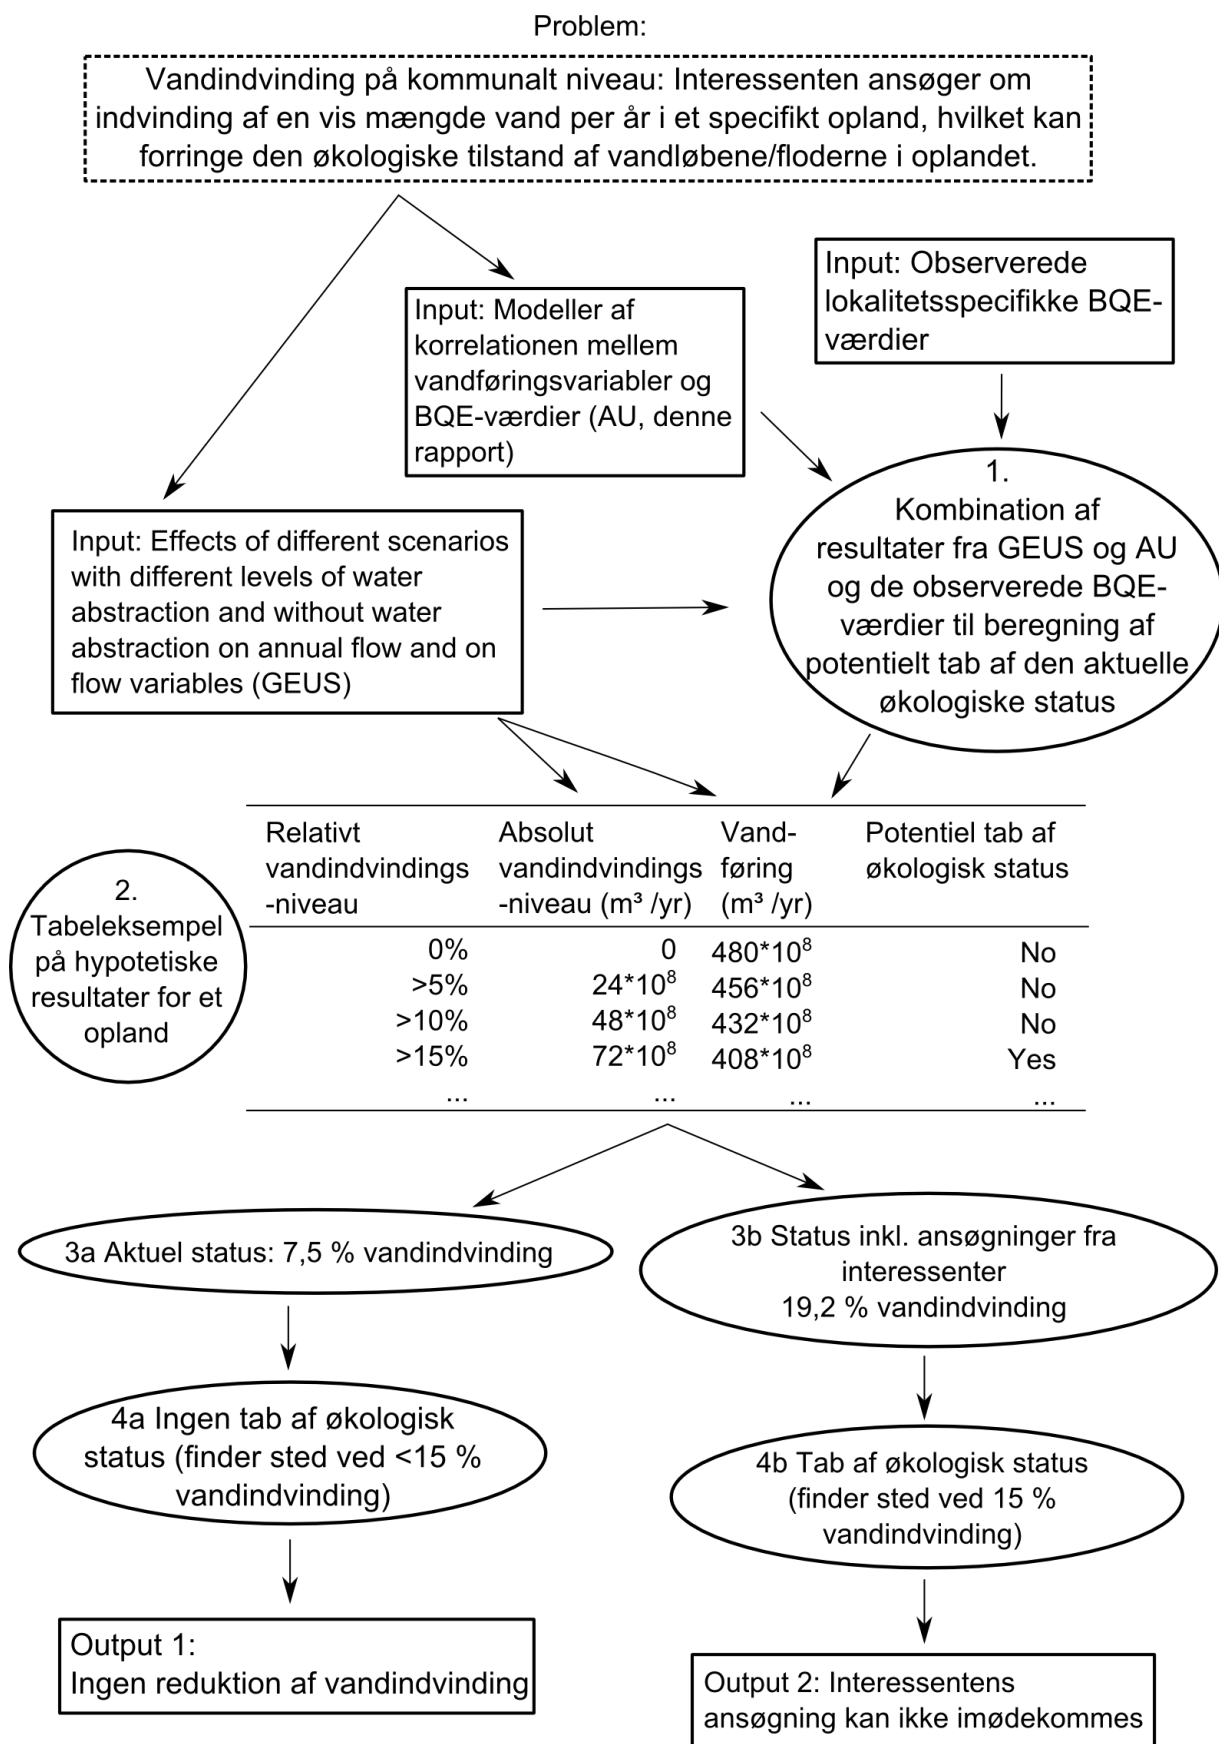 Problem:
Vandindvinding på kommunalt niveau: Interessenten ansøger om
indvinding af en vis mængde vand per år i et specifikt opland, hvilket kan
forringe den økologiske tilstand af vandløbene/floderne i oplandet.
Input: Observerede
lokalitetsspecifikke BQE-
værdier
Input: Modeller af
korrelationen mellem
vandføringsvariabler og
BQE-værdier (AU, denne
rapport)
1.
Kombination af
resultater fra GEUS og AU
og de observerede BQE-
værdier til beregning af
potentielt tab af den aktuelle
økologiske status
Input: Effects of different scenarios
with different levels of water
abstraction and without water
abstraction on annual flow and on
flow variables (GEUS)
2.
Tabeleksempel
på hypotetiske
resultater for et
opland
Relativt
vandindvindings
-niveau
Absolut
vandindvindings
-niveau (m³ /yr)
Vand-
føring
(m³ /yr)
Potentiel tab af
økologisk status
0% 0 480*10⁸ No
>5% 24*10⁸ 456*10⁸ No
>10% 48*10⁸ 432*10⁸ No
>15% 72*10⁸ 408*10⁸ Yes
... ... ... ...
3a Aktuel status: 7,5 % vandindvinding
3b Status inkl. ansøgninger fra
interessenter
19,2 % vandindvinding
4a Ingen tab af økologisk
status (finder sted ved <15 %
vandindvinding)
4b Tab af økologisk status
(finder sted ved 15 %
vandindvinding)
Output 1:
Ingen reduktion af vandindvinding
Output 2: Interessentens
ansøgning kan ikke imødekommes